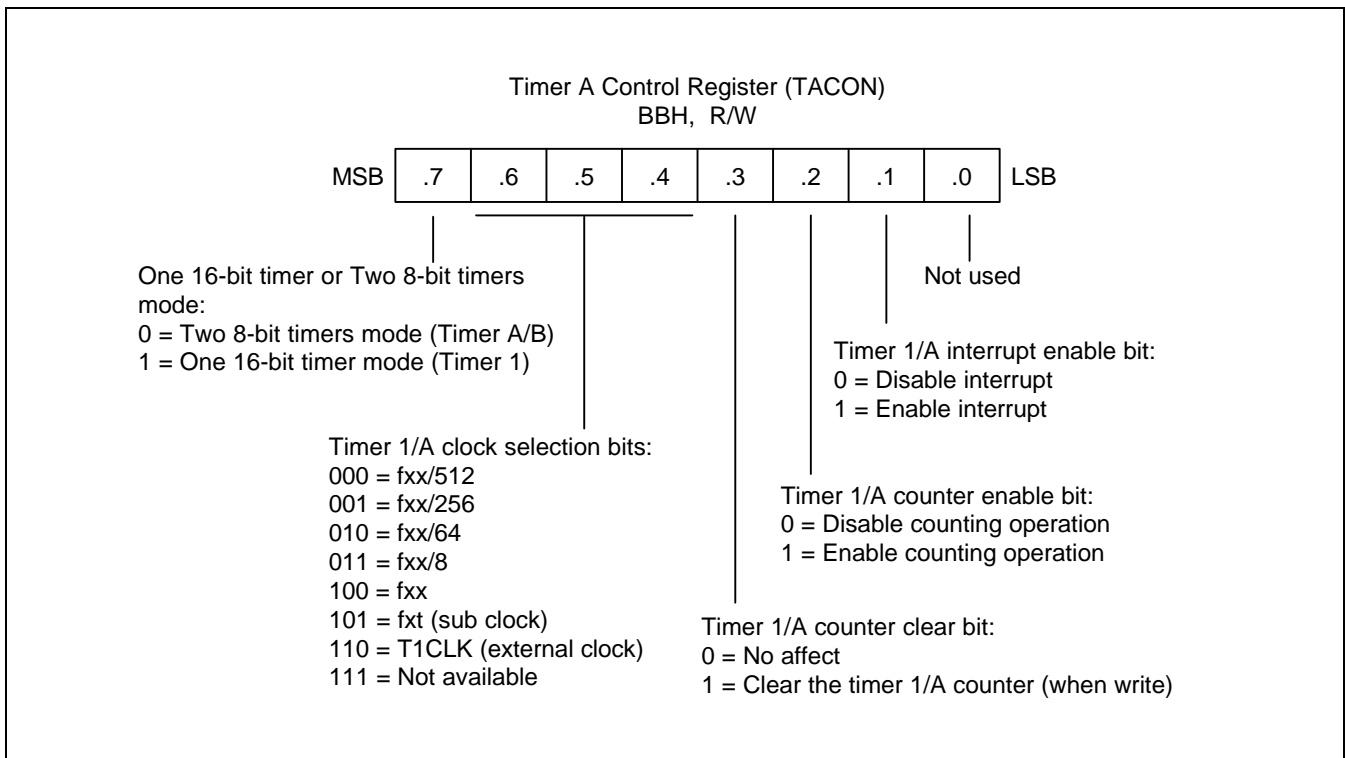 Timer A Control Register (TACON)
BBH, R/W
MSB .7 .6 .5 .4 .3 .2 .1 .0 LSB
One 16-bit timer or Two 8-bit timers
mode:
0 = Two 8-bit timers mode (Timer A/B)
1 = One 16-bit timer mode (Timer 1)
Not used
Timer 1/A interrupt enable bit:
0 = Disable interrupt
1 = Enable interrupt
Timer 1/A clock selection bits:
000 = fxx/512
001 = fxx/256
010 = fxx/64
011 = fxx/8
100 = fxx
101 = fxt (sub clock)
110 = T1CLK (external clock)
111 = Not available
Timer 1/A counter enable bit:
0 = Disable counting operation
1 = Enable counting operation
Timer 1/A counter clear bit:
0 = No affect
1 = Clear the timer 1/A counter (when write)